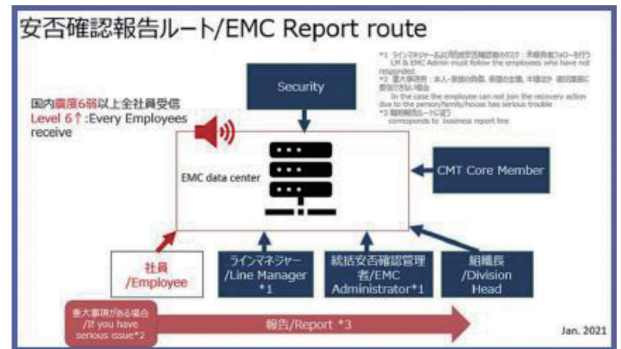 安否確認報告ルート/EMC Report route
*1 ラインマネジャーおよび統括安否確認者のタスク:未報告者フォローを行う
LM & EMC Admin must follow the employees who have not
responded.
*2 重大事項例:本人・家族の負傷、家屋の全壊、半壊ほか 復旧業務に
参加できない場合
In the case the employee can not join the recovery action
due to the person/family/house has serious trouble
*3 職制報告ルートに従う
corresponds to business report line
Security
国内震度6弱以上全社員受信
Level 6↑:Every Employees
receive
EMC data center
CMT Core Member
社員
/Employee
ラインマネジャー
/Line Manager
*1
統括安否確認管理
者/EMC
Administrator*1
組織長
/Division
Head
重大事項がある場合
/If you have
serious issue*2
報告/Report *3
Jan. 2021